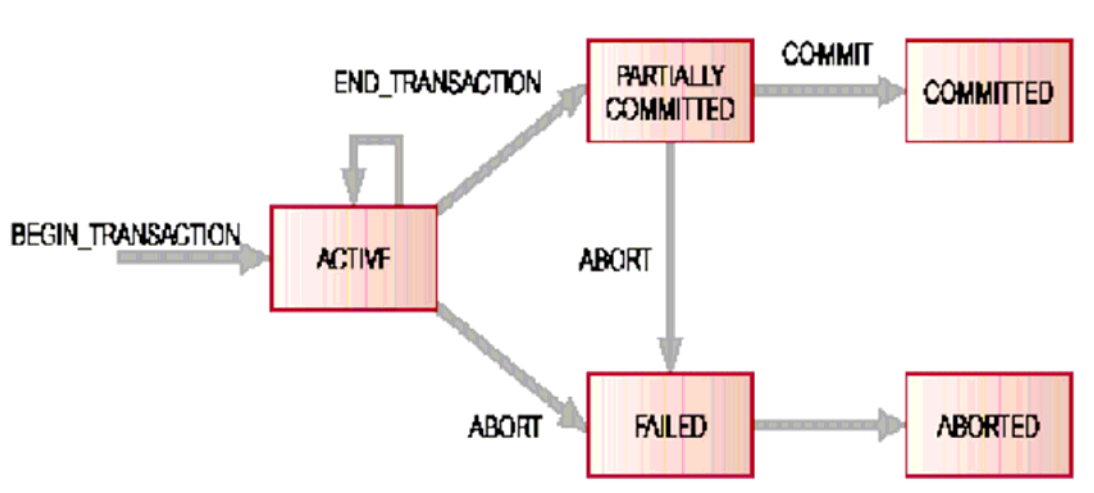 COMMIT
END_TRANSACTION
PARTIALLY
COMMITTED
COMMITTED
BEGIN_TRANSACTION
ACTIVE
ABORT
ABORT
FAILED
ABORTED